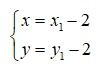 x = x₁ − 2
y = y₁ − 2